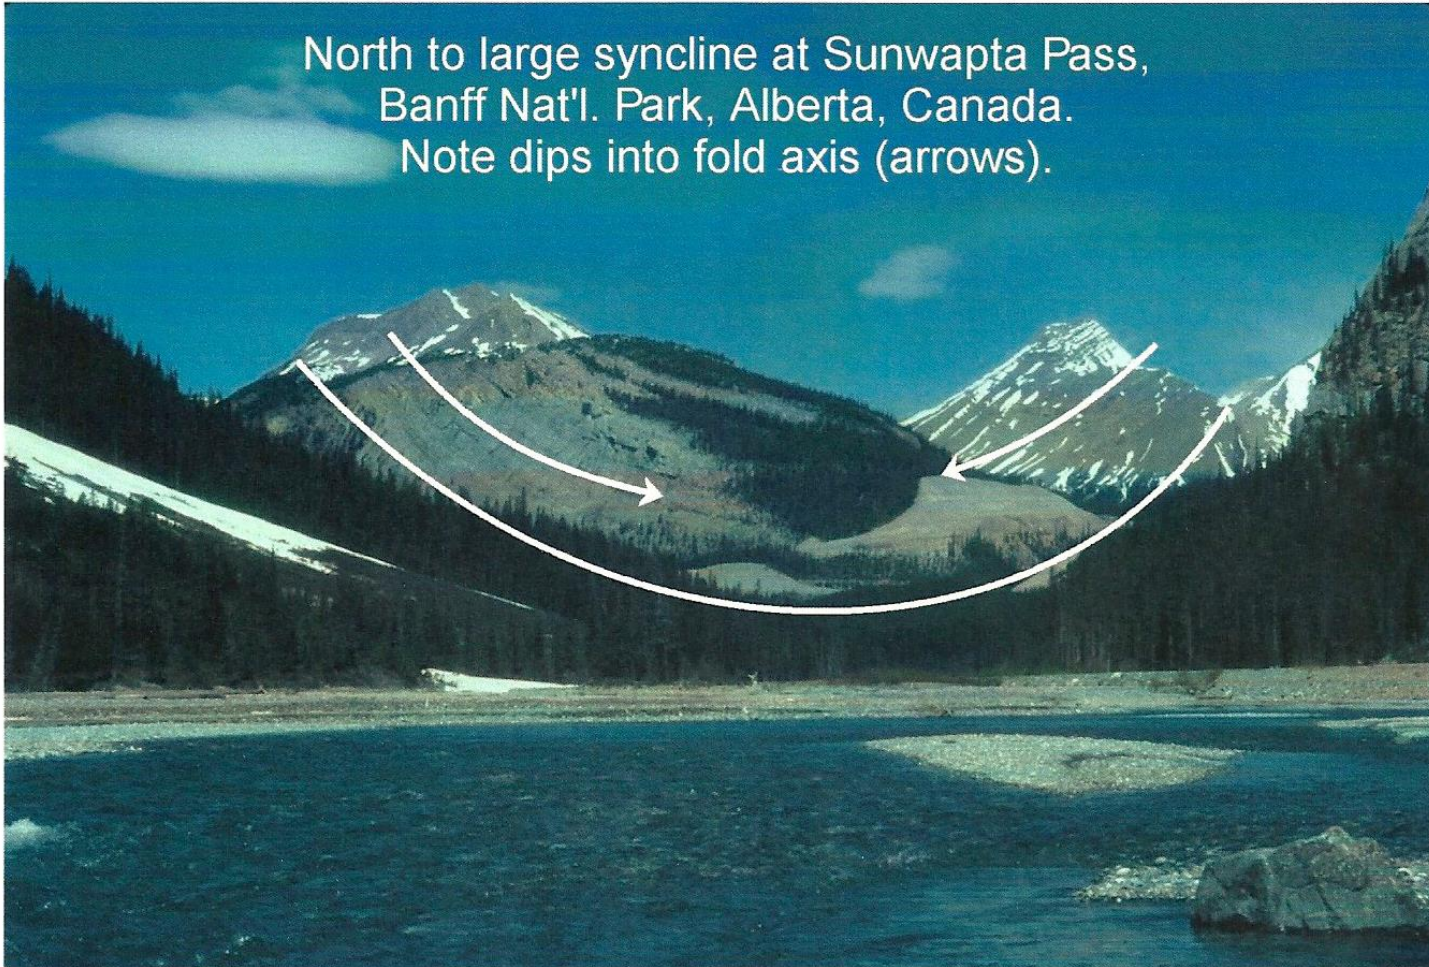 North to large syncline at Sunwapta Pass,
Banff Nat'l. Park, Alberta, Canada.
Note dips into fold axis (arrows).